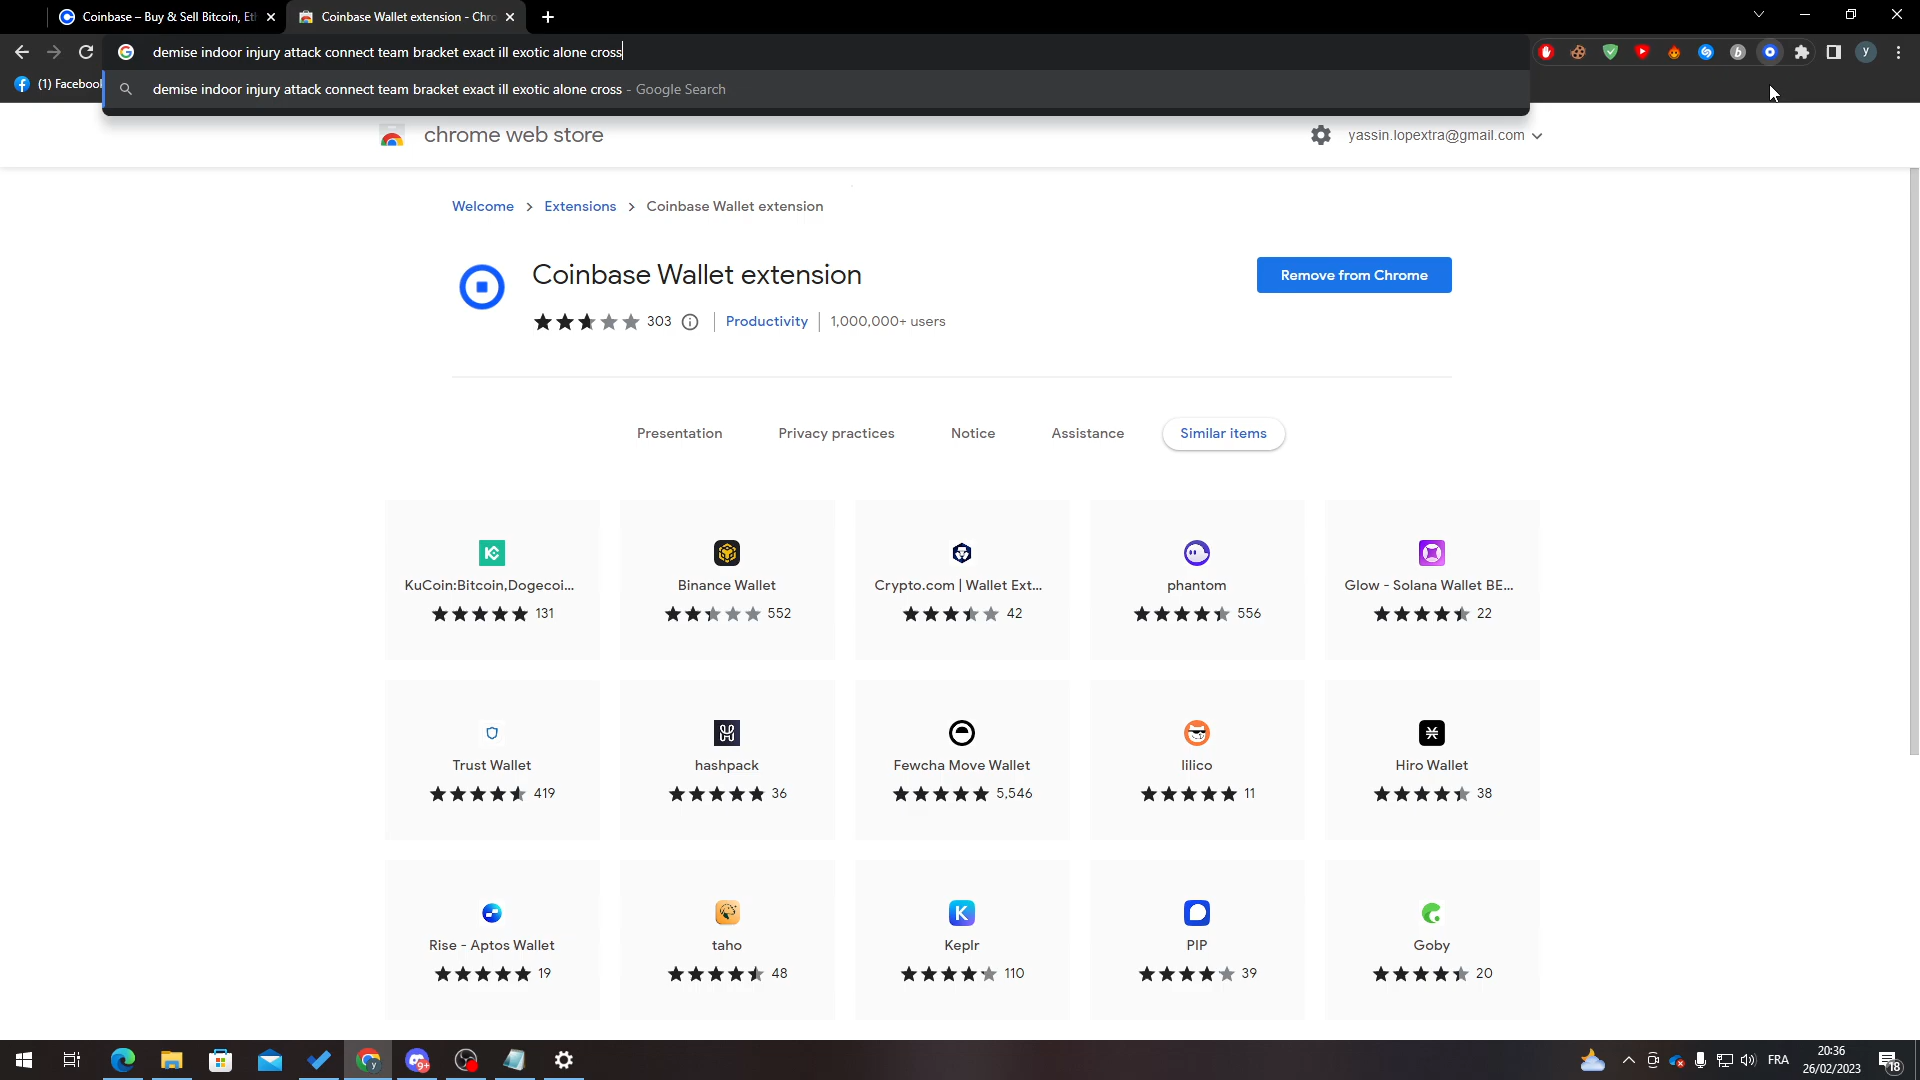 Coinbase – Buy & Sell Bitcoin, Et
Coinbase Wallet extension - Chro
demise indoor injury attack connect team bracket exact ill exotic alone cross
(1) Facebook
demise indoor injury attack connect team bracket exact ill exotic alone cross - Google Search
chrome web store
yassin.lopextra@gmail.com
Welcome > Extensions > Coinbase Wallet extension
Coinbase Wallet extension
Remove from Chrome
303 | Productivity | 1,000,000+ users
Presentation Privacy practices Notice Assistance Similar items
KuCoin:Bitcoin,Dogecoi... Binance Wallet Crypto.com | Wallet Ext... phantom Glow - Solana Wallet BE...
131 552 42 556 22
Trust Wallet hashpack Fewcha Move Wallet lilico Hiro Wallet
419 36 5,546 11 38
Rise - Aptos Wallet taho Keplr PIP Goby
19 48 110 39 20
FRA
20:36
26/02/2023
18
9+